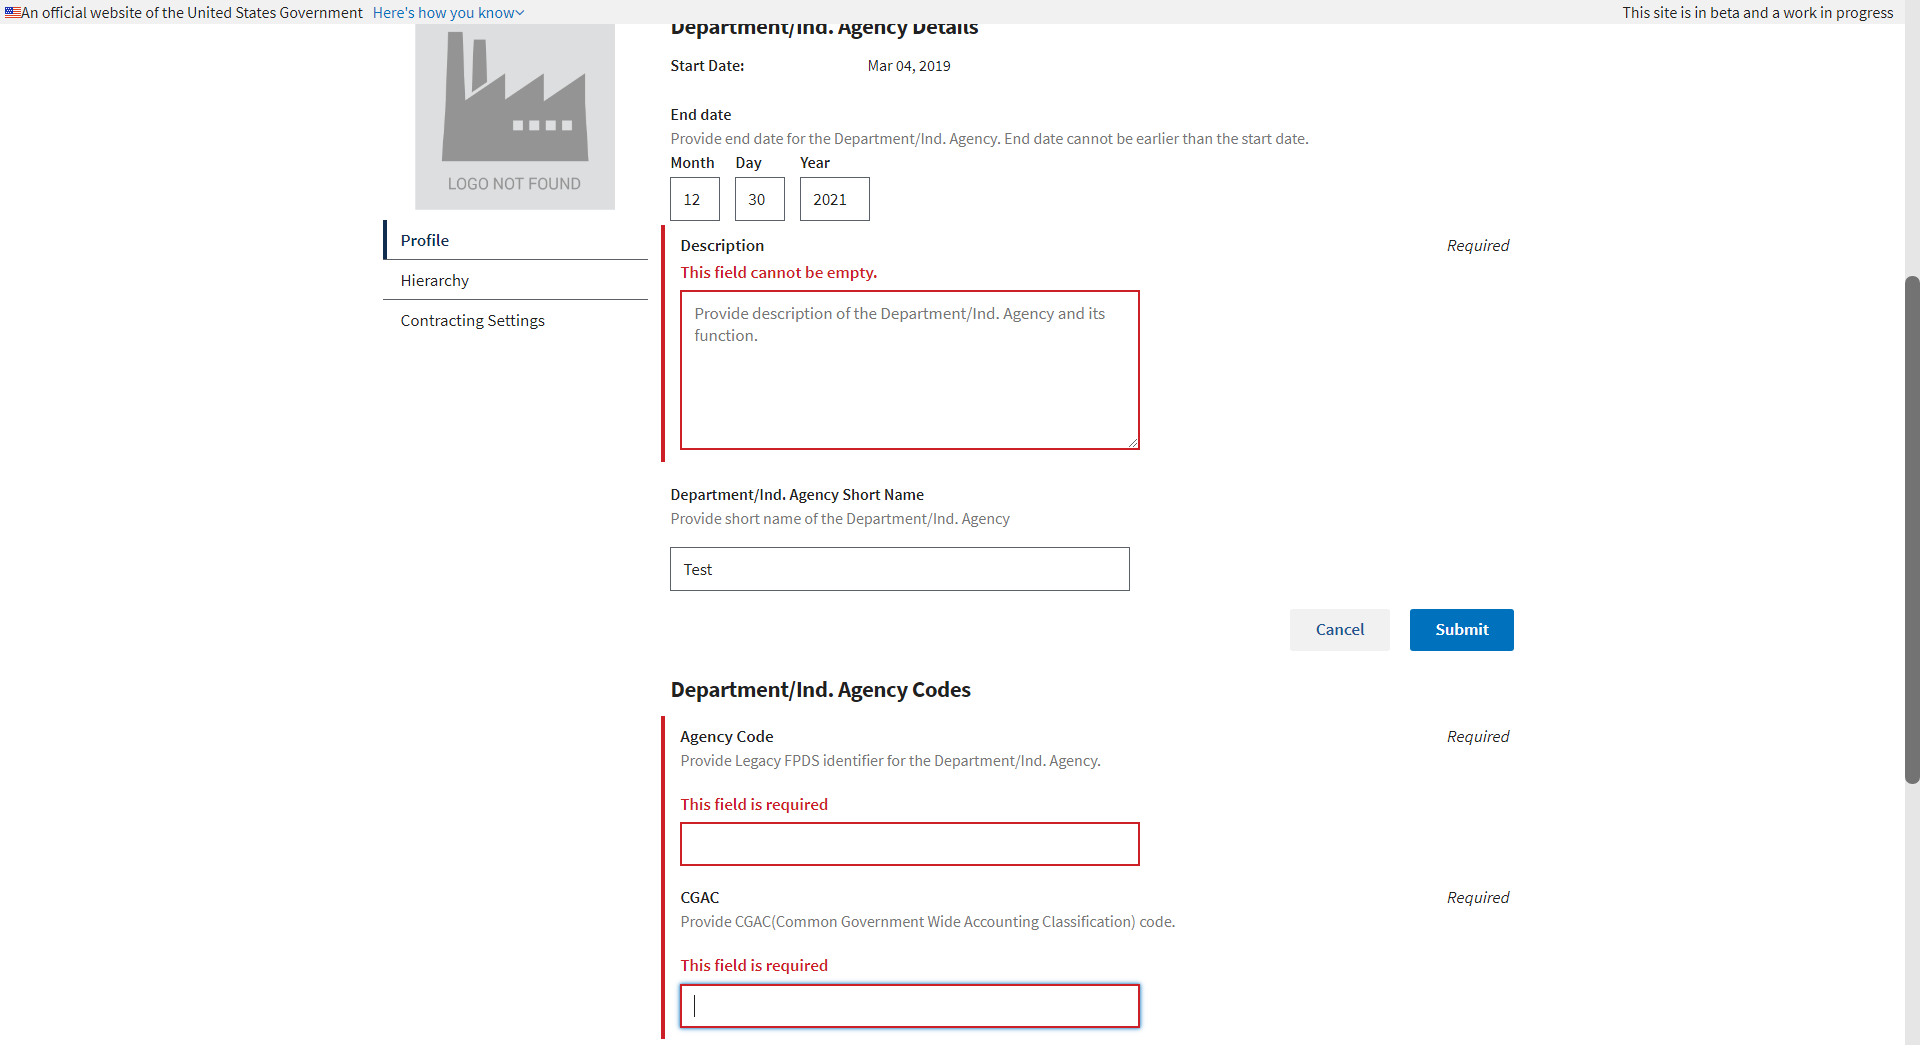 An official website of the United States Government Here's how you know
This site is in beta and a work in progress
LOGO NOT FOUND
Profile
Hierarchy
Contracting Settings
Department/Ind. Agency Details
Start Date: Mar 04, 2019
End date
Provide end date for the Department/Ind. Agency. End date cannot be earlier than the start date.
Month Day Year
12 30 2021
Description Required
This field cannot be empty.
Provide description of the Department/Ind. Agency and its
function.
Department/Ind. Agency Short Name
Provide short name of the Department/Ind. Agency
Test
Cancel Submit
Department/Ind. Agency Codes
Agency Code Required
Provide Legacy FPDS identifier for the Department/Ind. Agency.
This field is required
CGAC Required
Provide CGAC(Common Government Wide Accounting Classification) code.
This field is required